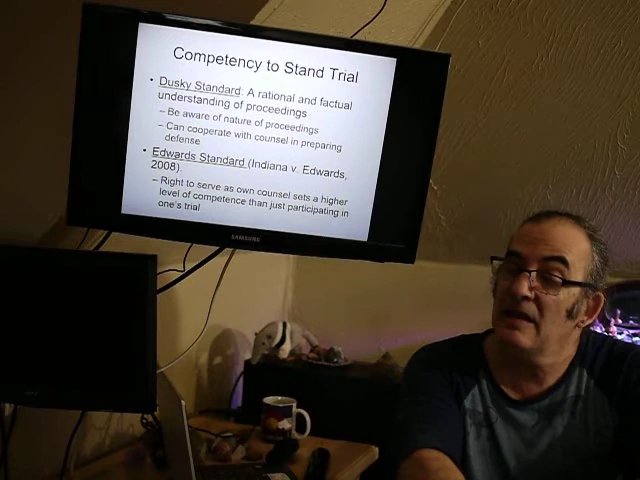 Competency to Stand Trial
• Dusky Standard: A rational and factual
understanding of proceedings
– Be aware of nature of proceedings
– Can cooperate with counsel in preparing
defense
• Edwards Standard (Indiana v. Edwards,
2008)
– Right to serve as own counsel sets a higher
level of competence than just participating in
one's trial
SAMSUNG